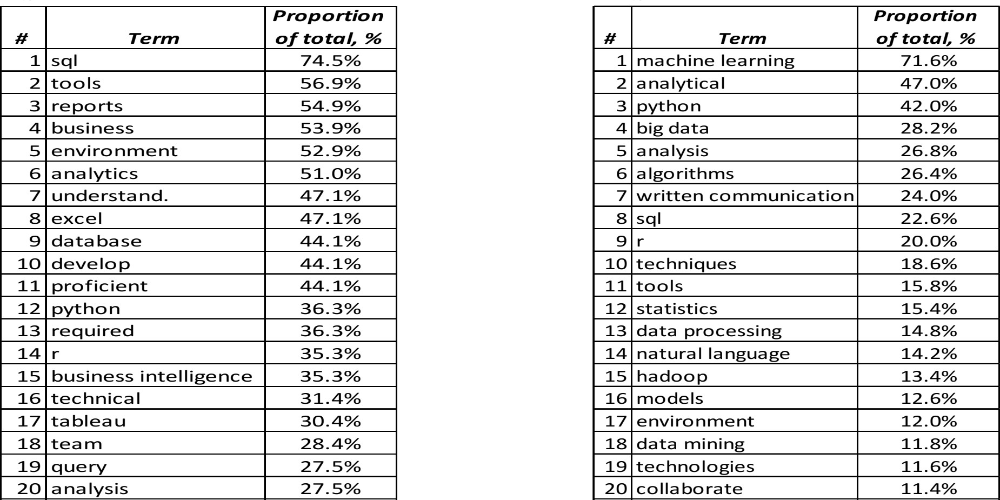 # Term Proportion of total, %
1 sql 74.5%
2 tools 56.9%
3 reports 54.9%
4 business 53.9%
5 environment 52.9%
6 analytics 51.0%
7 understand. 47.1%
8 excel 47.1%
9 database 44.1%
10 develop 44.1%
11 proficient 44.1%
12 python 36.3%
13 required 36.3%
14 r 35.3%
15 business intelligence 35.3%
16 technical 31.4%
17 tableau 30.4%
18 team 28.4%
19 query 27.5%
20 analysis 27.5%
# Term Proportion of total, %
1 machine learning 71.6%
2 analytical 47.0%
3 python 42.0%
4 big data 28.2%
5 analysis 26.8%
6 algorithms 26.4%
7 written communication 24.0%
8 sql 22.6%
9 r 20.0%
10 techniques 18.6%
11 tools 15.8%
12 statistics 15.4%
13 data processing 14.8%
14 natural language 14.2%
15 hadoop 13.4%
16 models 12.6%
17 environment 12.0%
18 data mining 11.8%
19 technologies 11.6%
20 collaborate 11.4%